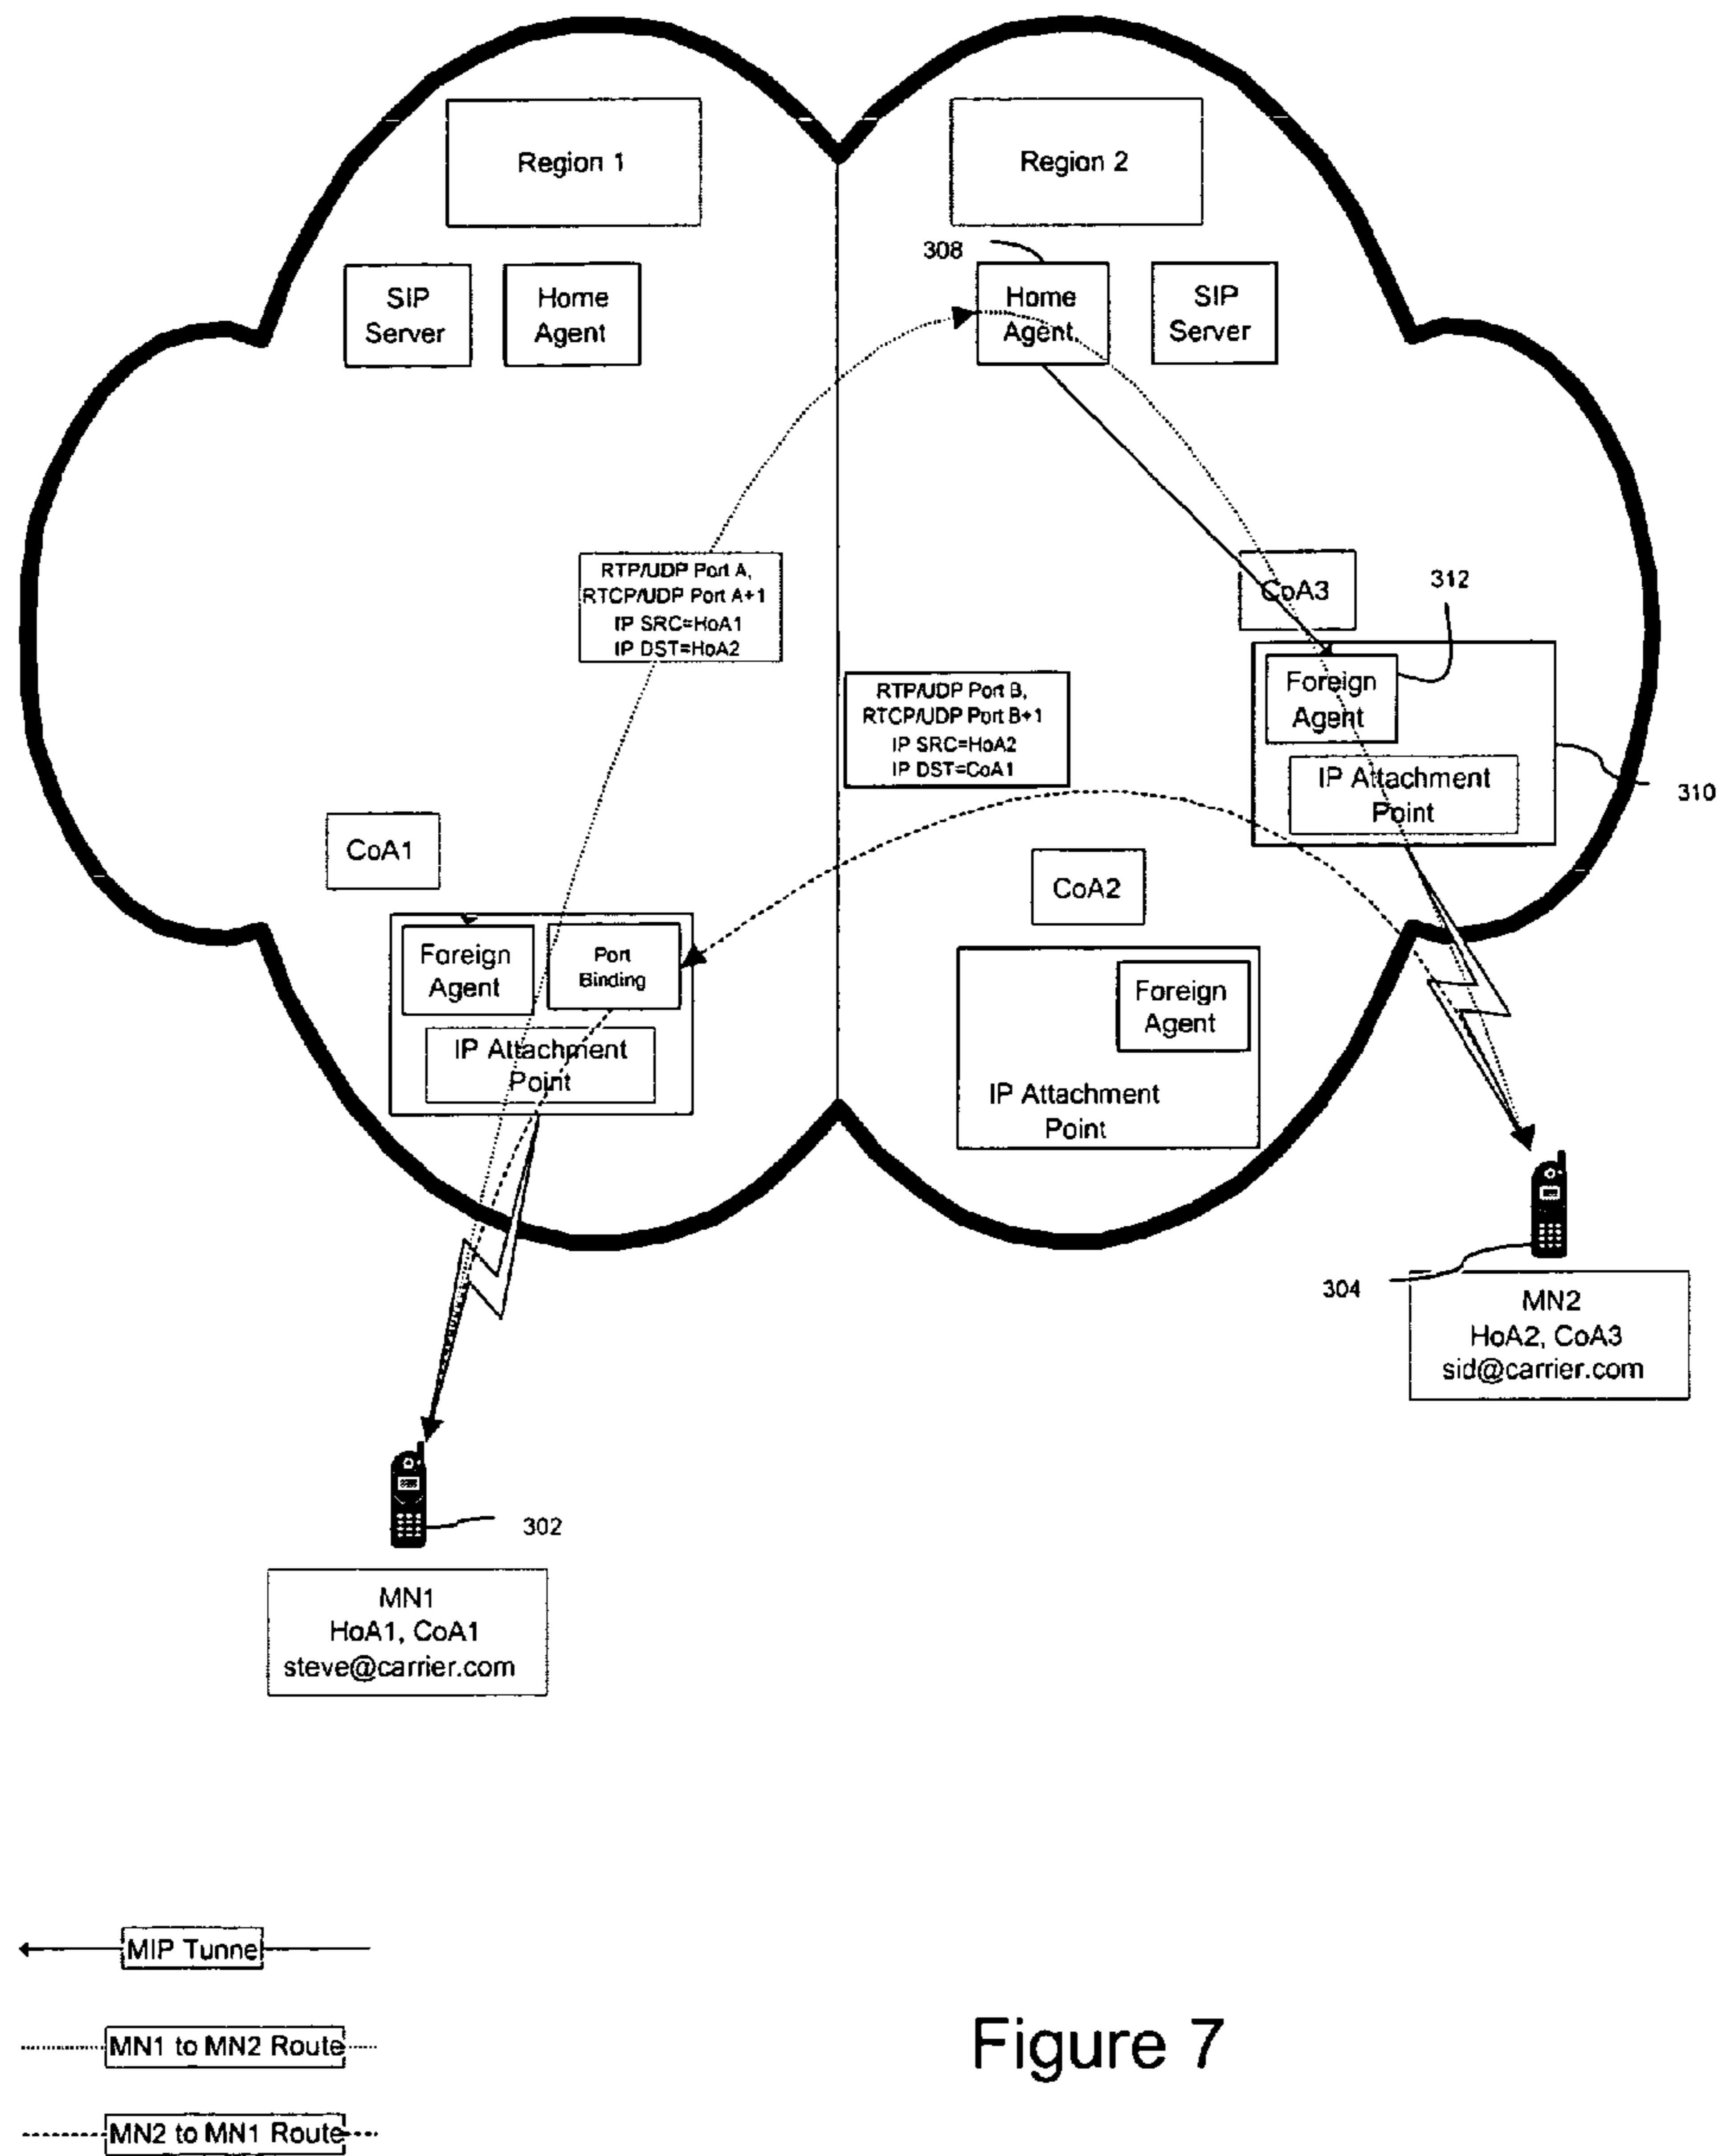 Region 1
Region 2
308
SIP
Server
Home
Agent
Home
Agent
SIP
Server
RTP/UDP Port A,
RTCP/UDP Port A+1
IP SRC=HoA1
IP DST=HoA2
CoA3
312
RTP/UDP Port B,
RTCP/UDP Port B+1
IP SRC=HoA2
IP DST=CoA1
Foreign
Agent
IP Attachment
Point
310
CoA1
CoA2
Foreign
Agent
Port
Binding
IP Attachment
Point
Foreign
Agent
IP Attachment
Point
304
MN2
HoA2, CoA3
sid@carrier.com
302
MN1
HoA1, CoA1
steve@carrier.com
MIP Tunnel
MN1 to MN2 Route
MN2 to MN1 Route
Figure 7